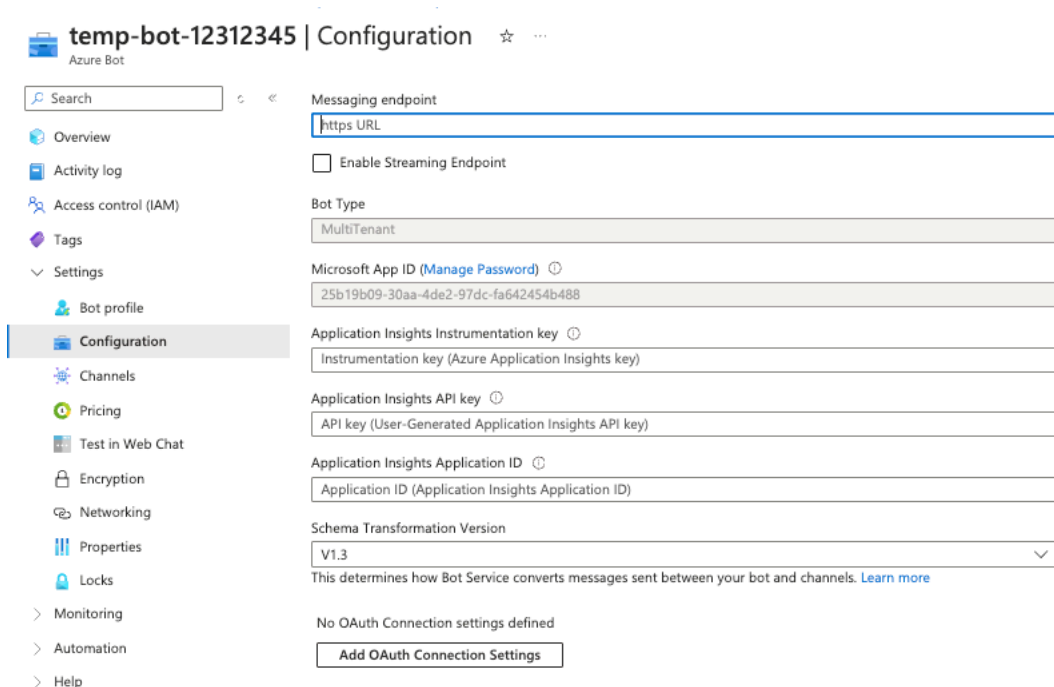 temp-bot-12312345 | Configuration
Azure Bot
Search
Overview
Activity log
Access control (IAM)
Tags
Settings
Bot profile
Configuration
Channels
Pricing
Test in Web Chat
Encryption
Networking
Properties
Locks
Monitoring
Automation
Help
Messaging endpoint
https URL
Enable Streaming Endpoint
Bot Type
MultiTenant
Microsoft App ID (Manage Password)
25b19b09-30aa-4de2-97dc-fa642454b488
Application Insights Instrumentation key
Instrumentation key (Azure Application Insights key)
Application Insights API key
API key (User-Generated Application Insights API key)
Application Insights Application ID
Application ID (Application Insights Application ID)
Schema Transformation Version
V1.3
This determines how Bot Service converts messages sent between your bot and channels. Learn more
No OAuth Connection settings defined
Add OAuth Connection Settings